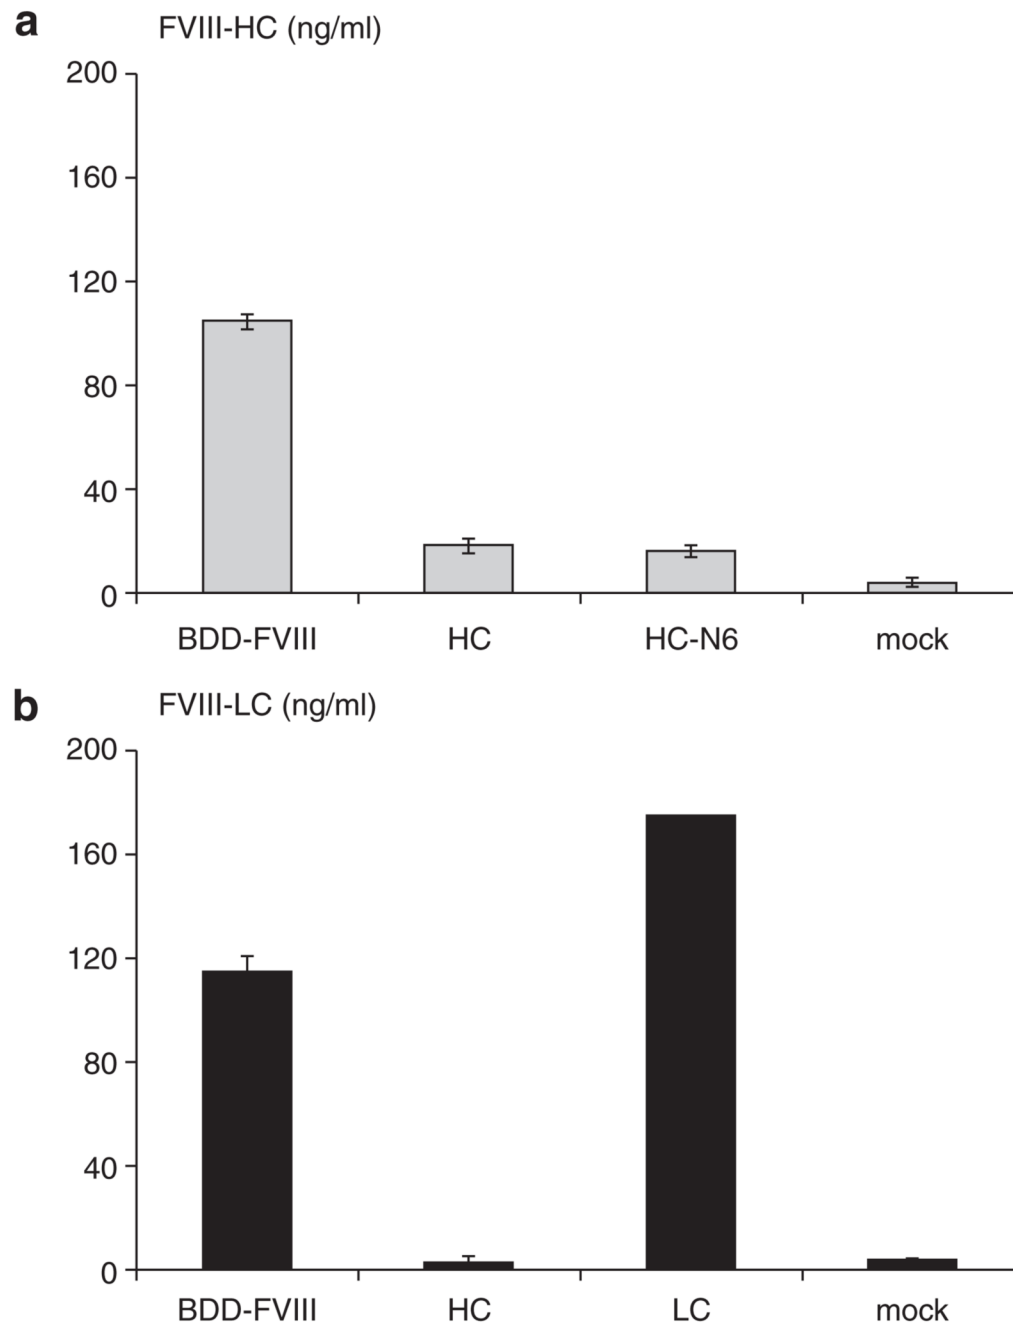 a
FVIII-HC (ng/ml)
200
160
120
80
40
0
BDD-FVIII HC HC-N6 mock
b
FVIII-LC (ng/ml)
200
160
120
80
40
0
BDD-FVIII HC LC mock